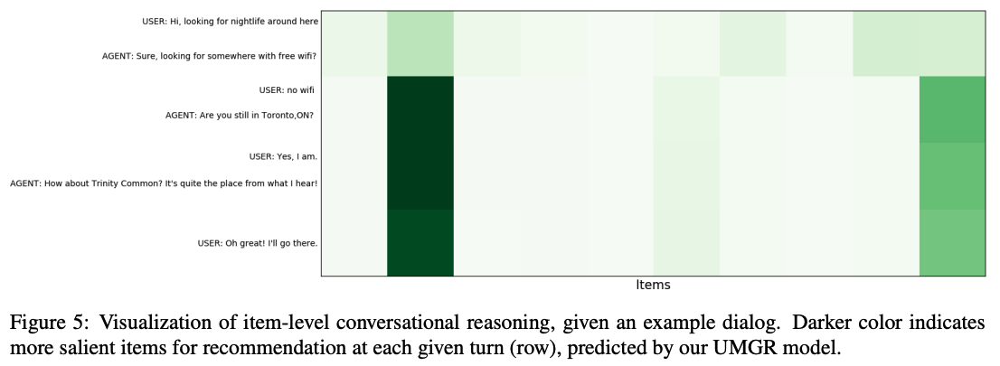 USER: Hi, looking for nightlife around here
AGENT: Sure, looking for somewhere with free wifi?
USER: no wifi
AGENT: Are you still in Toronto,ON?
USER: Yes, I am.
AGENT: How about Trinity Common? It's quite the place from what I hear!
USER: Oh great! I'll go there.
Items
Figure 5: Visualization of item-level conversational reasoning, given an example dialog. Darker color indicates
more salient items for recommendation at each given turn (row), predicted by our UMGR model.